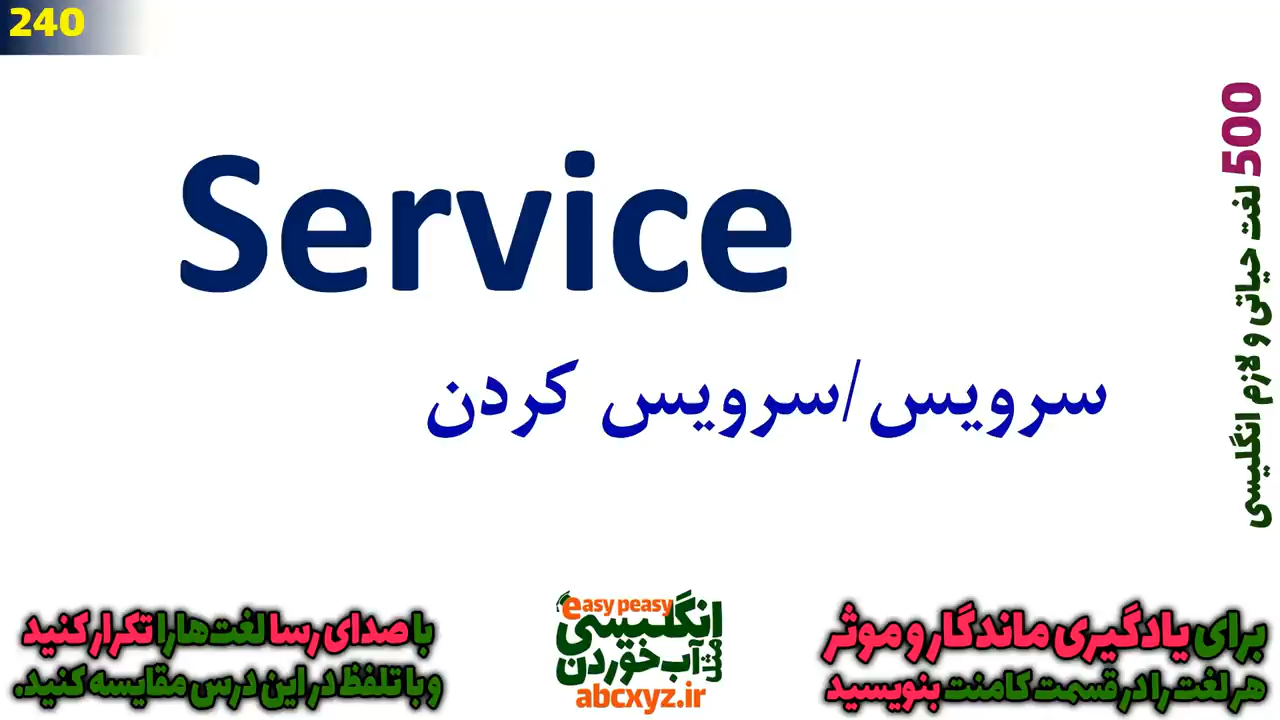 240
Service
سرویس/سرویس کردن
500 لغت حیاتی و لازم انگلیسی
برای یادگیری ماندگار و موثر
هر لغت را در قسمت کامنت بنویسید
easy peasy
انگلیسی
مثل آب خوردن
abcxyz.ir
با صدای رسا لغت‌ها را تکرار کنید
و با تلفظ در این درس مقایسه کنید.